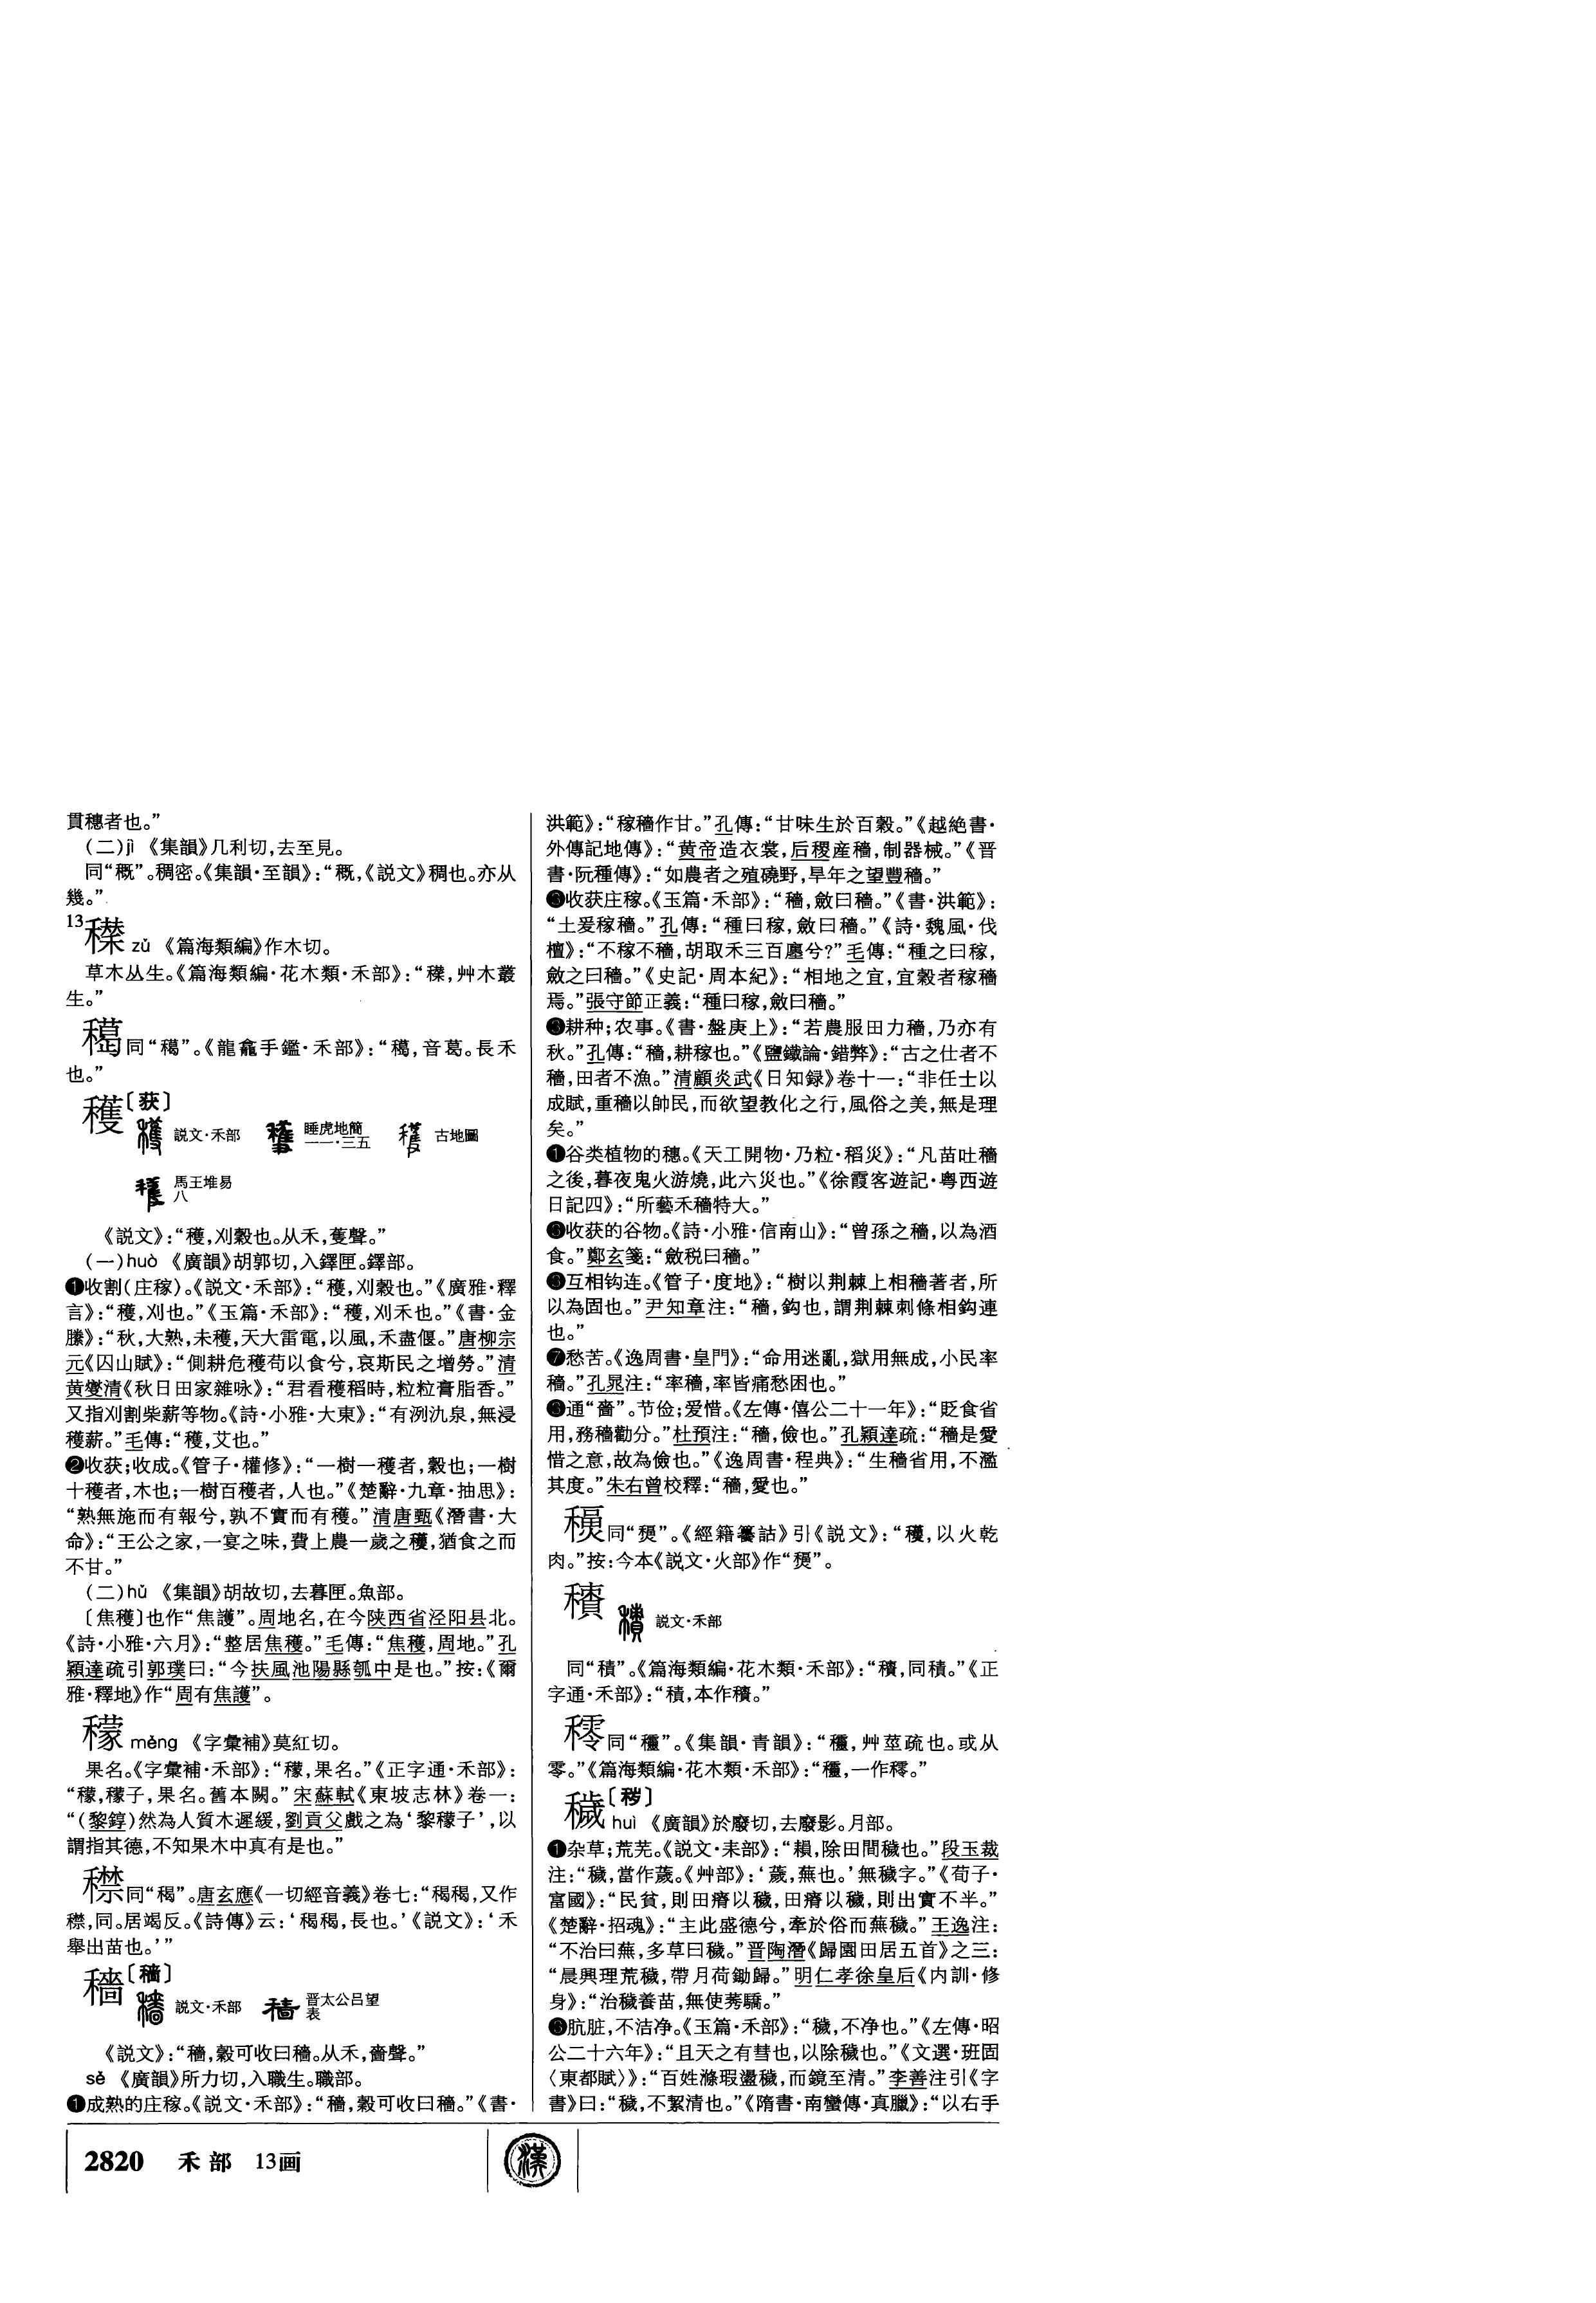 貫穗者也。”
(二)jì 《集韻》几利切，去至見。
同“穊”。稠密。《集韻·至韻》：“穊，《説文》稠也。亦从
幾。”
13
zǔ 《篇海類編》作木切。
草木丛生。《篇海類編·花木類·禾部》：“，艸木叢
生。”
同“𥠁”。《龍龕手鑑·禾部》：“，音葛。長禾
也。”
穫〔获〕
説文·禾部 睡虎地簡一一·三五 古地圖
馬王堆易八
《説文》：“穫，刈穀也。从禾，蒦聲。”
(一)huò 《廣韻》胡郭切，入鐸匣。鐸部。
❶收割(庄稼)。《説文·禾部》：“穫，刈穀也。”《廣雅·釋
言》：“穫，刈也。”《玉篇·禾部》：“穫，刈禾也。”《書·金
縢》：“秋，大熟，未穫，天大雷電，以風，禾盡偃。”唐柳宗
元《囚山賦》：“側耕危穫苟以食兮，哀斯民之增勞。”清
黄燮清《秋日田家雜咏》：“君看穫稻時，粒粒膏脂香。”
又指刈割柴薪等物。《詩·小雅·大東》：“有洌氿泉，無浸
穫薪。”毛傳：“穫，艾也。”
❷收获；收成。《管子·權修》：“一樹一穫者，穀也；一樹
十穫者，木也；一樹百穫者，人也。”《楚辭·九章·抽思》：
“孰無施而有報兮，孰不實而有穫。”清唐甄《潛書·大
命》：“王公之家，一宴之味，費上農一歲之穫，猶食之而
不甘。”
(二)hǔ 《集韻》胡故切，去暮匣。魚部。
〔焦穫〕也作“焦護”。周地名，在今陕西省泾阳县北。
《詩·小雅·六月》：“整居焦穫。”毛傳：“焦穫，周地。”孔
穎達疏引郭璞曰：“今扶風池陽縣瓠中是也。”按：《爾
雅·釋地》作“周有焦護”。
穈 měng 《字彙補》莫紅切。
果名。《字彙補·禾部》：“，果名。”《正字通·禾部》：
“，子，果名。舊本闕。”宋蘇軾《東坡志林》卷一：
“(黎錞)然為人質木遲緩，劉貢父戲之為‘黎子’，以
謂指其德，不知果木中真有是也。”
同“稧”。唐玄應《一切經音義》卷七：“，又作
，同。居竭反。《詩傳》云：‘，長也。’《説文》：‘禾
舉出苗也。’”
穡〔穑〕
説文·禾部 晋太公吕望表
《説文》：“穡，穀可收曰穡。从禾，嗇聲。”
sè 《廣韻》所力切，入職生。職部。
❶成熟的庄稼。《説文·禾部》：“穡，穀可收曰穡。”《書·
洪範》：“稼穡作甘。”孔傳：“甘味生於百穀。”《越絶書·
外傳記地傳》：“黄帝造衣裳，后稷産穡，制器械。”《晋
書·阮種傳》：“如農者之殖磽野，旱年之望豐穡。”
❷收获庄稼。《玉篇·禾部》：“穡，斂曰穡。”《書·洪範》：
“土爰稼穡。”孔傳：“種曰稼，斂曰穡。”《詩·魏風·伐
檀》：“不稼不穡，胡取禾三百廛兮？”毛傳：“種之曰稼，
斂之曰穡。”《史記·周本紀》：“相地之宜，宜穀者稼穡
焉。”張守節正義：“種曰稼，斂曰穡。”
❸耕种；农事。《書·盤庚上》：“若農服田力穡，乃亦有
秋。”孔傳：“穡，耕稼也。”《鹽鐵論·錯弊》：“古之仕者不
穡，田者不漁。”清顧炎武《日知録》卷十一：“非任士以
成賦，重穡以帥民，而欲望教化之行，風俗之美，無是理
矣。”
❹谷类植物的穗。《天工開物·乃粒·稻災》：“凡苗吐穡
之後，暮夜鬼火游燒，此六災也。”《徐霞客遊記·粤西遊
日記四》：“所藝禾穡特大。”
❺收获的谷物。《詩·小雅·信南山》：“曾孫之穡，以為酒
食。”鄭玄箋：“斂税曰穡。”
❻互相钩连。《管子·度地》：“樹以荆棘上相穡著者，所
以為固也。”尹知章注：“穡，鈎也，謂荆棘刺條相鈎連
也。”
❼愁苦。《逸周書·皇門》：“命用迷亂，獄用無成，小民率
穡。”孔晁注：“率穡，率皆痛愁困也。”
❽通“嗇”。节俭；爱惜。《左傳·僖公二十一年》：“貶食省
用，務穡勸分。”杜預注：“穡，儉也。”孔穎達疏：“穡是愛
惜之意，故為儉也。”《逸周書·程典》：“生穡省用，不濫
其度。”朱右曾校釋：“穡，愛也。”
同“𤏪”。《經籍籑詁》引《説文》：“，以火乾
肉。”按：今本《説文·火部》作“”。
説文·禾部
同“積”。《篇海類編·花木類·禾部》：“，同積。”《正
字通·禾部》：“積，本作。”
同“”。《集韻·青韻》：“，艸莖疏也。或从
零。”《篇海類編·花木類·禾部》：“，一作。”
穢〔秽〕
huì 《廣韻》於廢切，去廢影。月部。
❶杂草；荒芜。《説文·耒部》：“頛，除田間穢也。”段玉裁
注：“穢，當作薉。《艸部》：‘薉，蕪也。’無穢字。”《荀子·
富國》：“民貧，則田瘠以穢，田瘠以穢，則出實不半。”
《楚辭·招魂》：“主此盛德兮，牽於俗而蕪穢。”王逸注：
“不治曰蕪，多草曰穢。”晋陶潛《歸園田居五首》之三：
“晨興理荒穢，帶月荷鋤歸。”明仁孝徐皇后《内訓·修
身》：“治穢養苗，無使莠驕。”
❷肮脏，不洁净。《玉篇·禾部》：“穢，不净也。”《左傳·昭
公二十六年》：“且天之有彗也，以除穢也。”《文選·班固
〈東都賦〉》：“百姓滌瑕盪穢，而鏡至清。”李善注引《字
書》曰：“穢，不絜清也。”《隋書·南蠻傳·真臘》：“以右手
2820 禾部 13画
漢